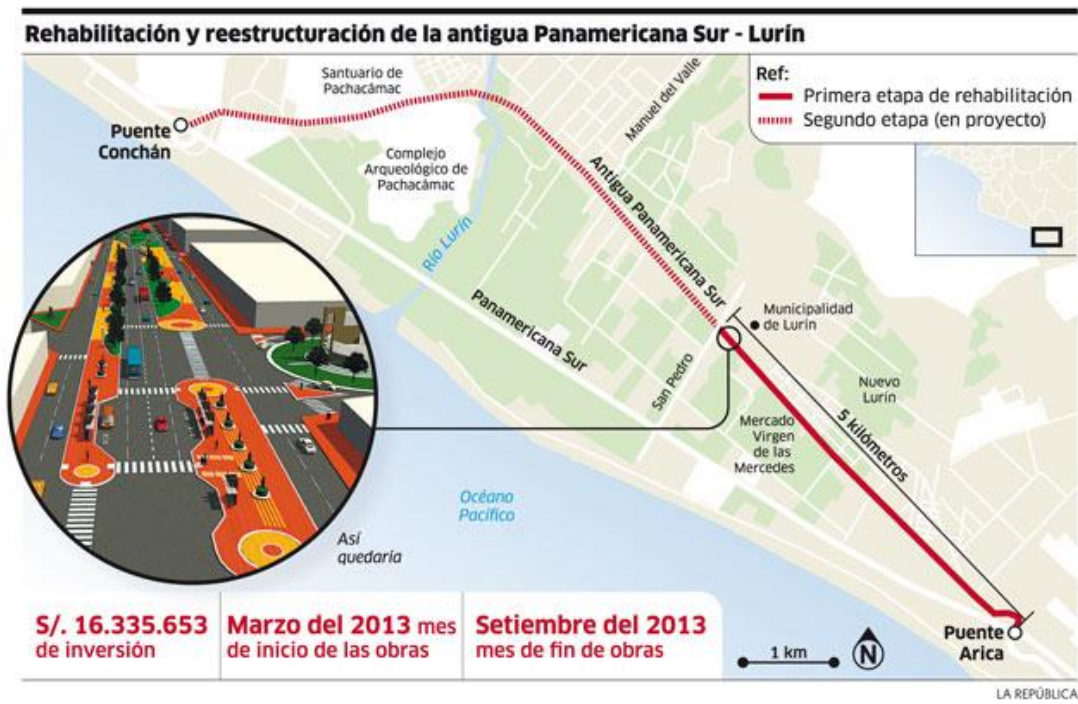 Rehabilitación y reestructuración de la antigua Panamericana Sur - Lurín
Ref:
Primera etapa de rehabilitación
Segundo etapa (en proyecto)
Santuario de
Pachacámac
Puente
Conchán
Complejo
Arqueológico de
Pachacámac
Manuel del Valle
Antigua Panamericana Sur
Río Lurín
Panamericana Sur
Municipalidad
de Lurín
San Pedro
Nuevo
Lurín
Mercado
Virgen
de las
Mercedes
5 kilómetros
Océano
Pacífico
Así
quedaría
S/. 16.335.653
de inversión
Marzo del 2013 mes
de inicio de las obras
Setiembre del 2013
mes de fin de obras
1 km
N
Puente
Arica
LA REPÚBLICA